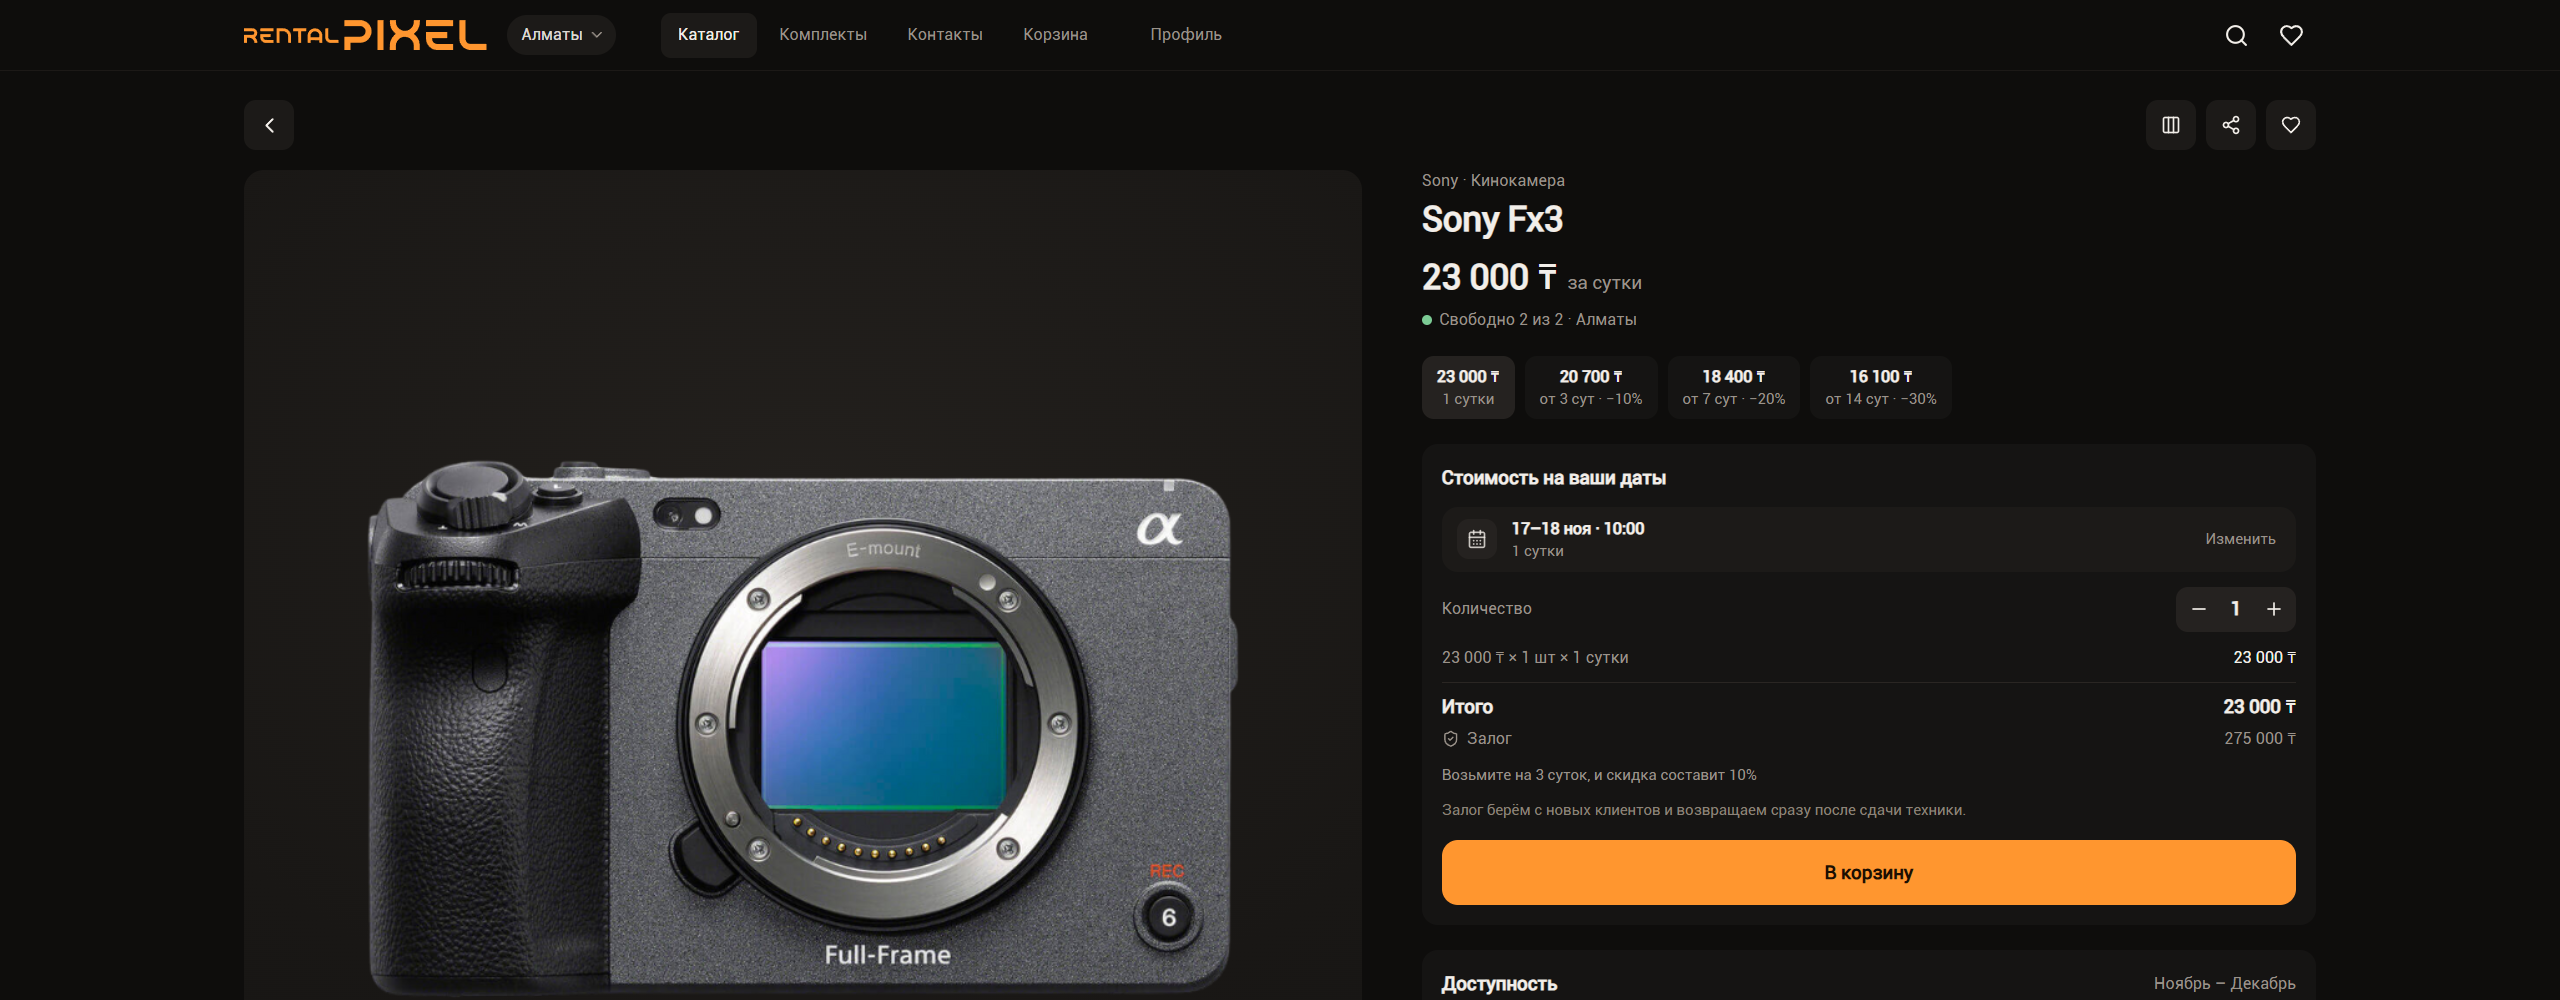 RENTAL PIXEL
Алматы
Каталог
Комплекты
Контакты
Корзина
Профиль
Sony · Кинокамера
Sony Fx3
23 000 ₸ за сутки
Свободно 2 из 2 · Алматы
23 000 ₸
1 сутки
20 700 ₸
от 3 сут · −10%
18 400 ₸
от 7 сут · −20%
16 100 ₸
от 14 сут · −30%
Стоимость на ваши даты
17–18 ноя · 10:00
1 сутки
Изменить
Количество
1
23 000 ₸ × 1 шт × 1 сутки
23 000 ₸
Итого
23 000 ₸
Залог
275 000 ₸
Возьмите на 3 суток, и скидка составит 10%
Залог берём с новых клиентов и возвращаем сразу после сдачи техники.
В корзину
Доступность
Ноябрь – Декабрь
α
E-mount
REC
6
Full-Frame